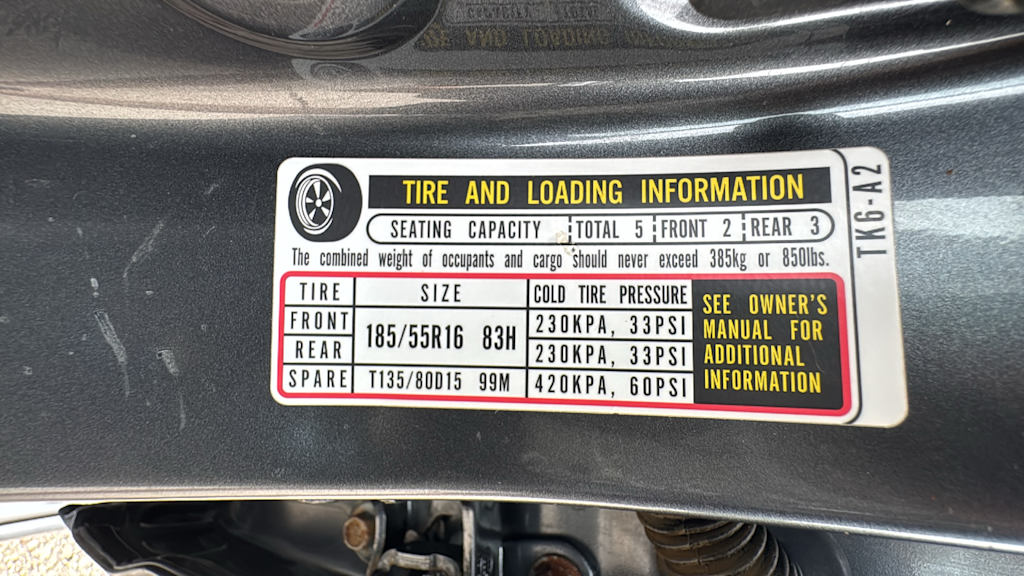 TIRE AND LOADING INFORMATION
SEATING CAPACITY TOTAL 5 FRONT 2 REAR 3
The combined weight of occupants and cargo should never exceed 385kg or 850lbs.
TIRE SIZE COLD TIRE PRESSURE
FRONT 185/55R16 83H 230KPA, 33PSI
REAR 230KPA, 33PSI
SPARE T135/80D15 99M 420KPA, 60PSI
SEE OWNER'S
MANUAL FOR
ADDITIONAL
INFORMATION
TK6-A2